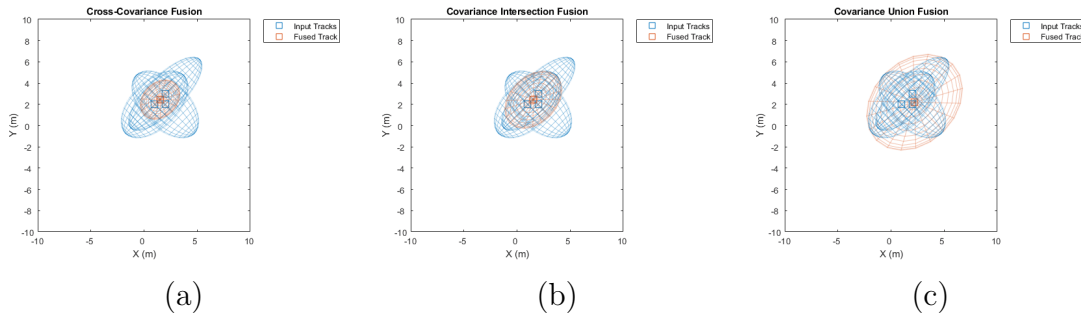 Cross-Covariance Fusion
10
8
6
4
2
0
-2
-4
-6
-8
-10
-10
-5
0
5
10
Y (m)
X (m)
Input Tracks
Fused Track
(a)
Covariance Intersection Fusion
10
8
6
4
2
0
-2
-4
-6
-8
-10
-10
-5
0
5
10
Y (m)
X (m)
Input Tracks
Fused Track
(b)
Covariance Union Fusion
10
8
6
4
2
0
-2
-4
-6
-8
-10
-10
-5
0
5
10
Y (m)
X (m)
Input Tracks
Fused Track
(c)